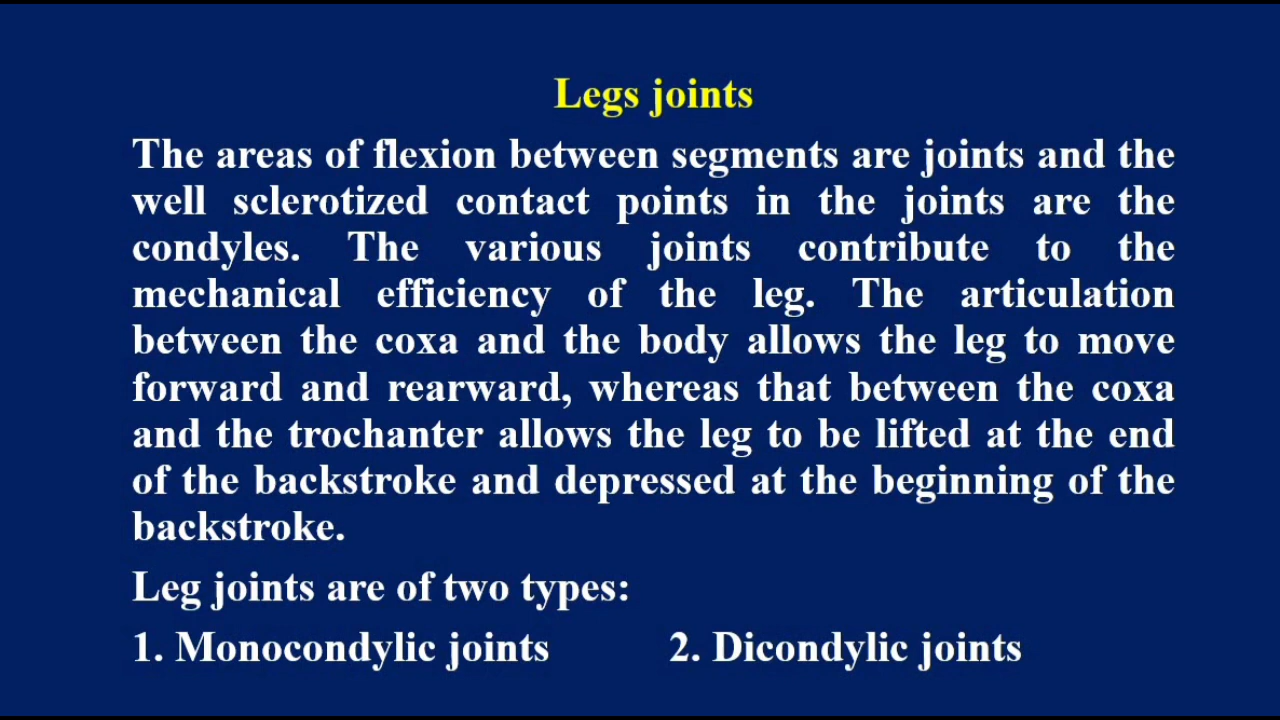 Legs joints
The areas of flexion between segments are joints and the
well sclerotized contact points in the joints are the
condyles. The various joints contribute to the
mechanical efficiency of the leg. The articulation
between the coxa and the body allows the leg to move
forward and rearward, whereas that between the coxa
and the trochanter allows the leg to be lifted at the end
of the backstroke and depressed at the beginning of the
backstroke.
Leg joints are of two types:
1. Monocondylic joints 2. Dicondylic joints